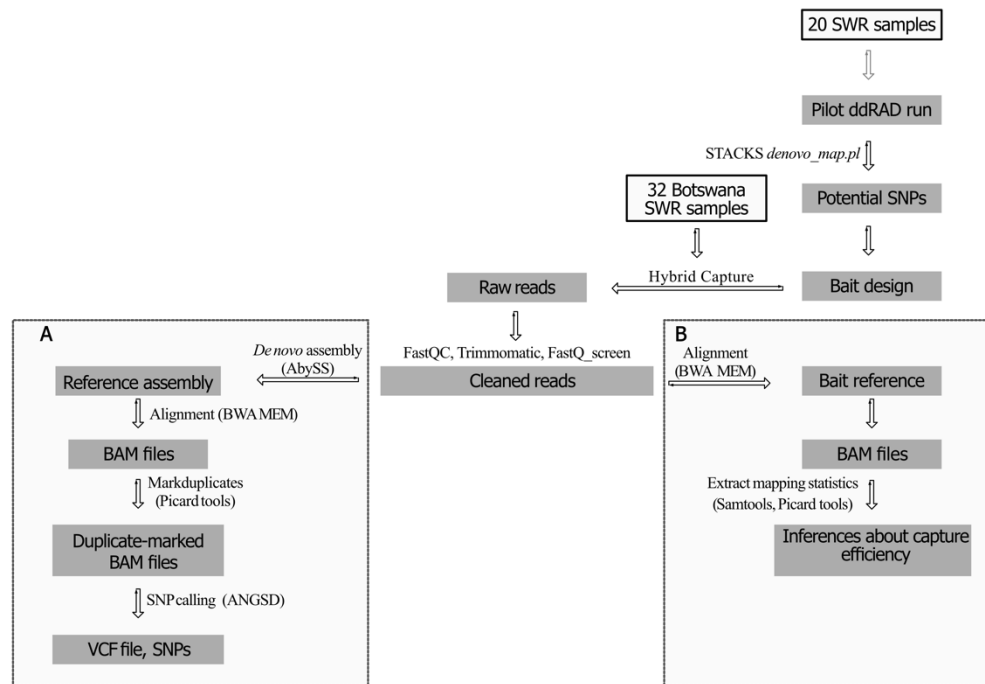 20 SWR samples
Pilot ddRAD run
STACKS denovo_map.pl
32 Botswana
SWR samples
Potential SNPs
Raw reads
Hybrid Capture
Bait design
FastQC, Trimmomatic, FastQ_screen
Cleaned reads
A
De novo assembly
(AbySS)
Reference assembly
Alignment (BWA MEM)
BAM files
Markduplicates
(Picard tools)
Duplicate-marked
BAM files
SNP calling (ANGSD)
VCF file, SNPs
B
Alignment
(BWA MEM)
Bait reference
BAM files
Extract mapping statistics
(Samtools, Picard tools)
Inferences about capture
efficiency